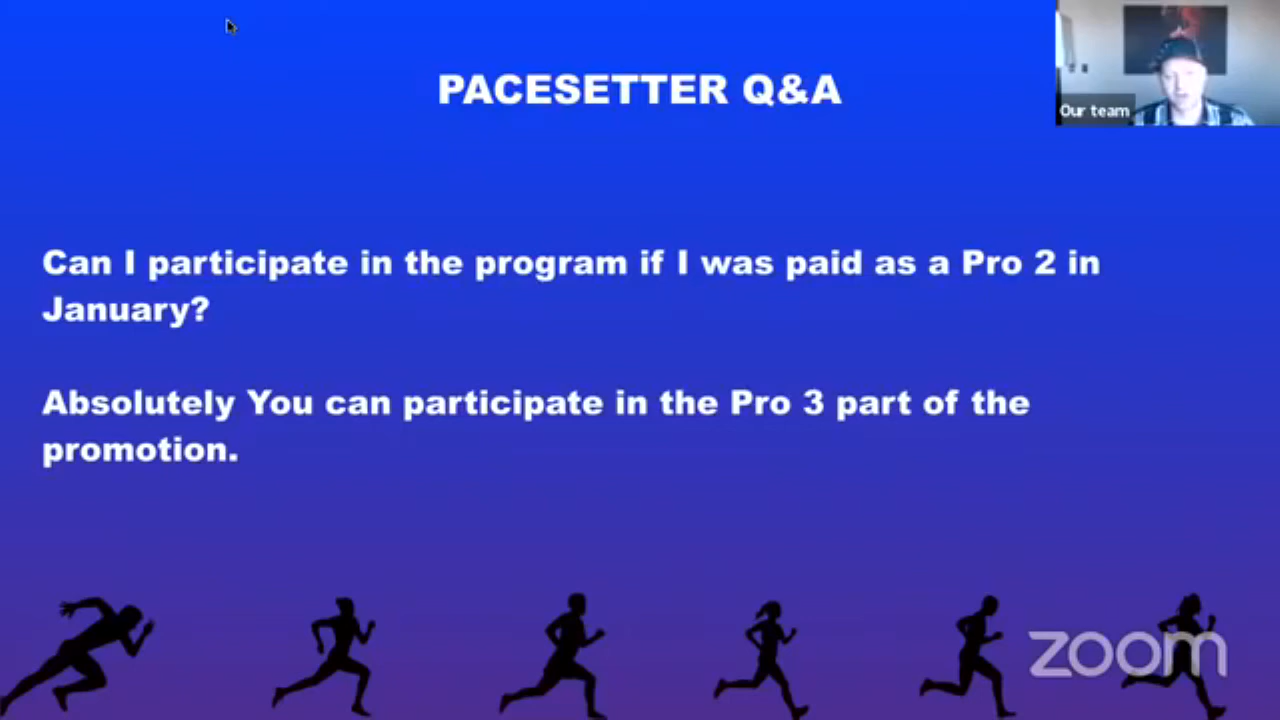 PACESETTER Q&A
Our team
Can I participate in the program if I was paid as a Pro 2 in
January?
Absolutely You can participate in the Pro 3 part of the
promotion.
zoom